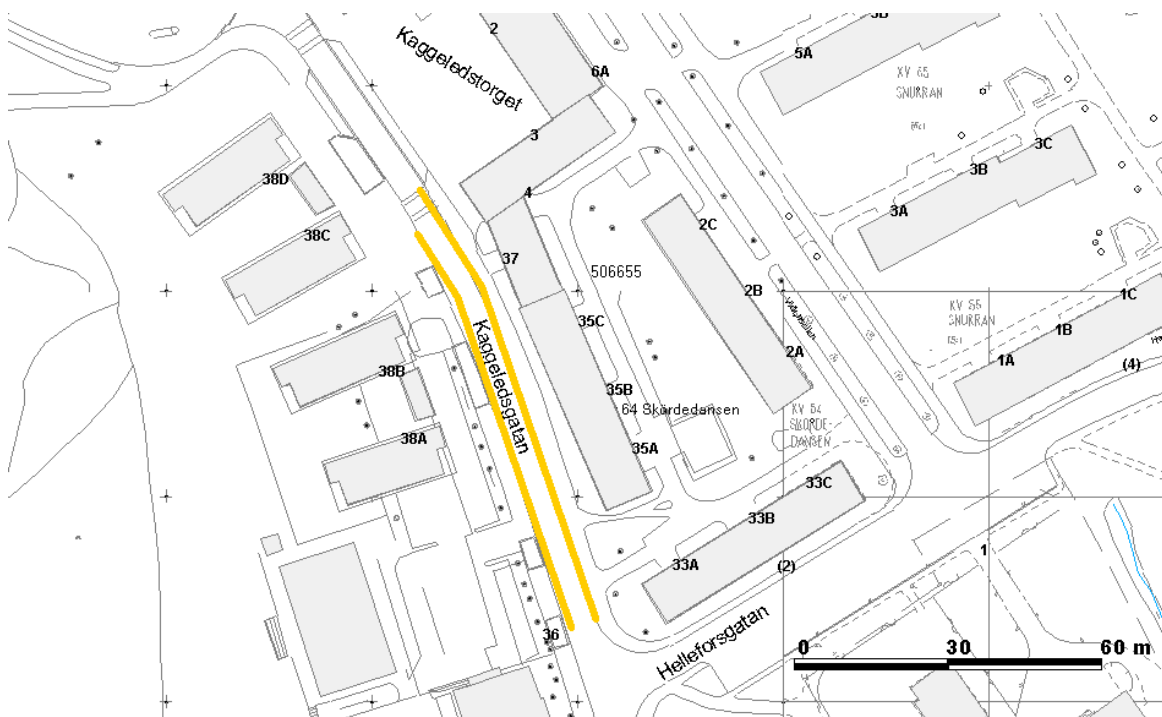 2
6A
Kaggeledstorget
3
4
5B
5A
KV 65
SNURRAN
3C
3B
3A
38D
38C
37
2C
506655
2B
2A
35C
35B
64 Skördedansen
35A
KV 65
SNURRAN
1C
1B
1A
(4)
KV 64
SKÖRDE-
DANSEN
Kaggeledsgatan
38B
38A
33C
33B
33A
(2)
1
36
Helleforsgatan
0 30 60 m